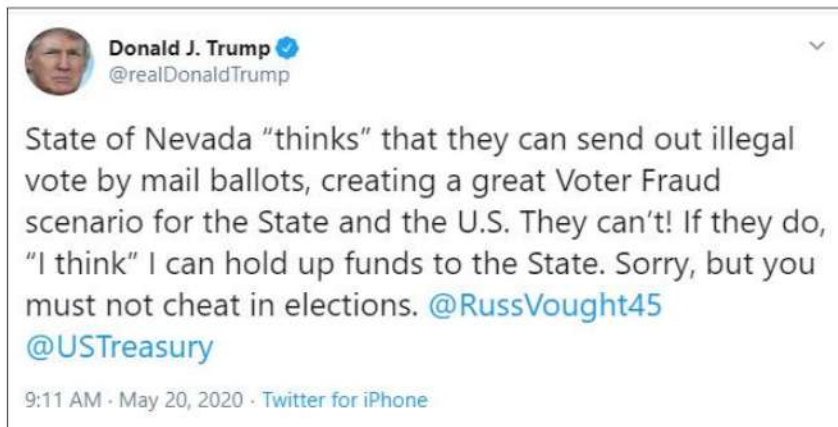 Donald J. Trump
@realDonaldTrump
State of Nevada “thinks” that they can send out illegal
vote by mail ballots, creating a great Voter Fraud
scenario for the State and the U.S. They can’t! If they do,
“I think” I can hold up funds to the State. Sorry, but you
must not cheat in elections. @RussVought45
@USTreasury
9:11 AM · May 20, 2020 · Twitter for iPhone